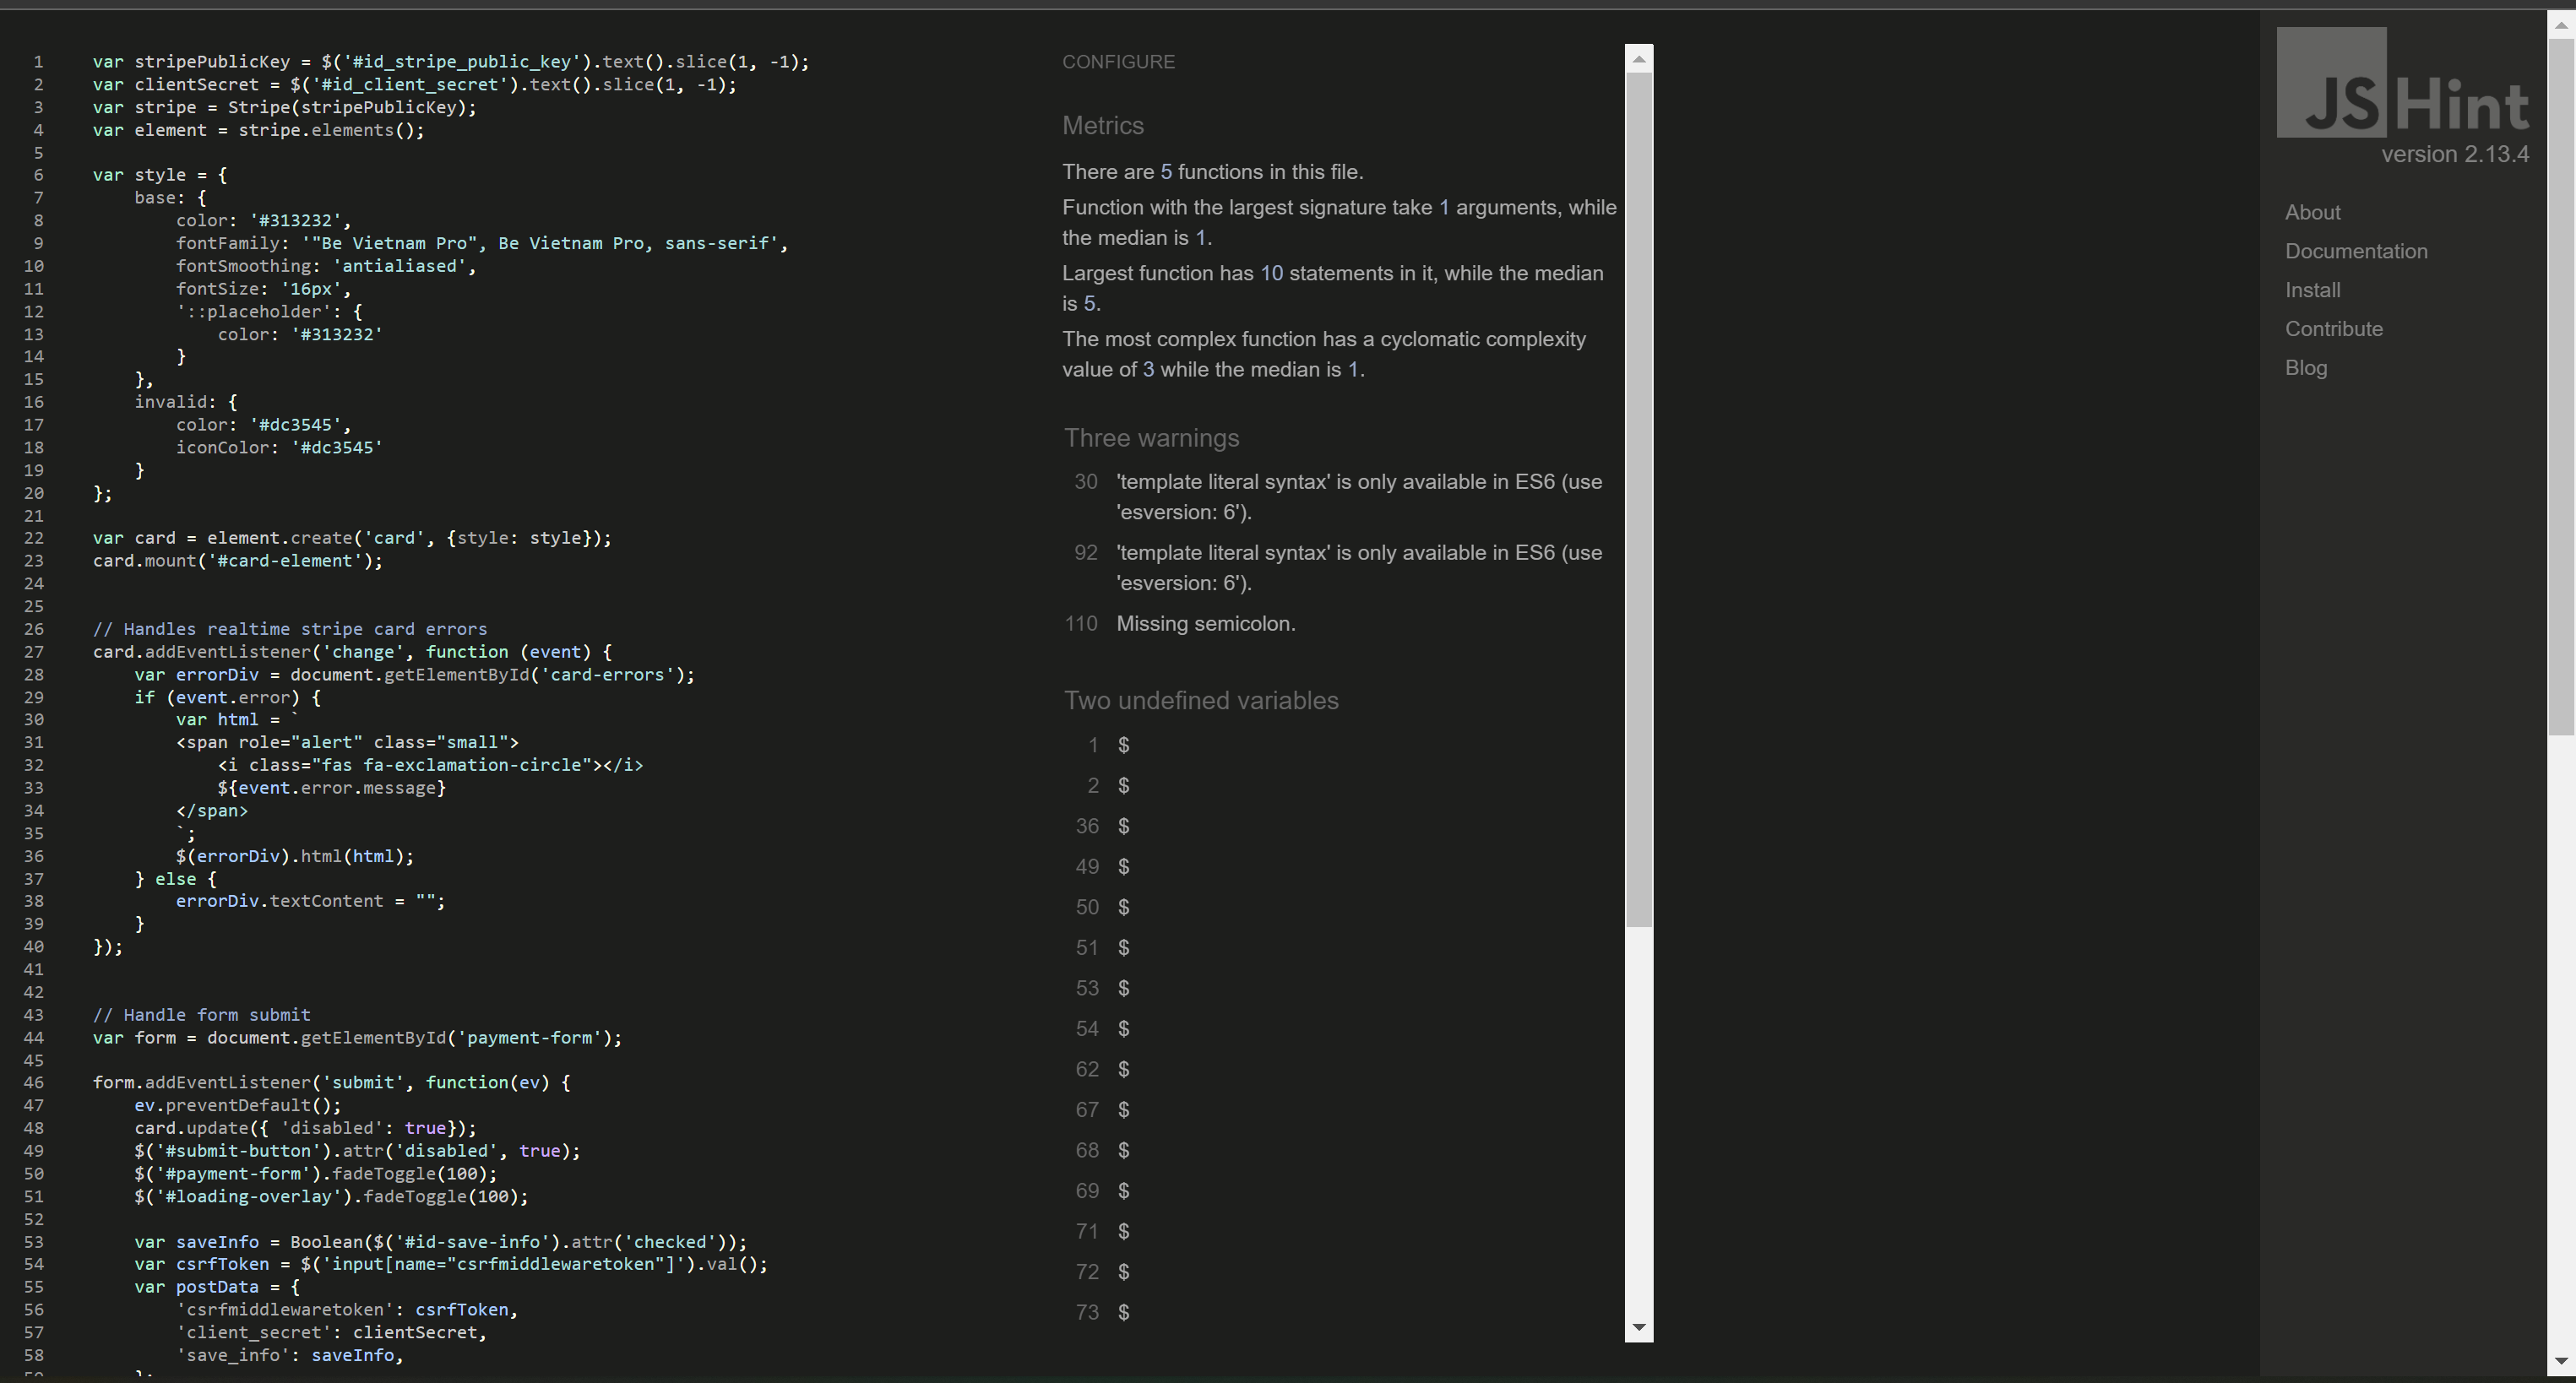 1 var stripePublicKey = $('#id_stripe_public_key').text().slice(1, -1);
2 var clientSecret = $('#id_client_secret').text().slice(1, -1);
3 var stripe = Stripe(stripePublicKey);
4 var element = stripe.elements();
5
6 var style = {
7 base: {
8 color: '#313232',
9 fontFamily: '"Be Vietnam Pro", Be Vietnam Pro, sans-serif',
10 fontSmoothing: 'antialiased',
11 fontSize: '16px',
12 '::placeholder': {
13 color: '#313232'
14 }
15 },
16 invalid: {
17 color: '#dc3545',
18 iconColor: '#dc3545'
19 }
20 };
21
22 var card = element.create('card', {style: style});
23 card.mount('#card-element');
24
25
26 // Handles realtime stripe card errors
27 card.addEventListener('change', function (event) {
28 var errorDiv = document.getElementById('card-errors');
29 if (event.error) {
30 var html = `
31 <span role="alert" class="small">
32 <i class="fas fa-exclamation-circle"></i>
33 ${event.error.message}
34 </span>
35 `;
36 $(errorDiv).html(html);
37 } else {
38 errorDiv.textContent = "";
39 }
40 });
41
42
43 // Handle form submit
44 var form = document.getElementById('payment-form');
45
46 form.addEventListener('submit', function(ev) {
47 ev.preventDefault();
48 card.update({ 'disabled': true});
49 $('#submit-button').attr('disabled', true);
50 $('#payment-form').fadeToggle(100);
51 $('#loading-overlay').fadeToggle(100);
52
53 var saveInfo = Boolean($('#id-save-info').attr('checked'));
54 var csrfToken = $('input[name="csrfmiddlewaretoken"]').val();
55 var postData = {
56 'csrfmiddlewaretoken': csrfToken,
57 'client_secret': clientSecret,
58 'save_info': saveInfo,
CONFIGURE
Metrics
There are 5 functions in this file.
Function with the largest signature take 1 arguments, while
the median is 1.
Largest function has 10 statements in it, while the median
is 5.
The most complex function has a cyclomatic complexity
value of 3 while the median is 1.
Three warnings
30 'template literal syntax' is only available in ES6 (use
'esversion: 6').
92 'template literal syntax' is only available in ES6 (use
'esversion: 6').
110 Missing semicolon.
Two undefined variables
1 $
2 $
36 $
49 $
50 $
51 $
53 $
54 $
62 $
67 $
68 $
69 $
71 $
72 $
73 $
JSHint
version 2.13.4
About
Documentation
Install
Contribute
Blog